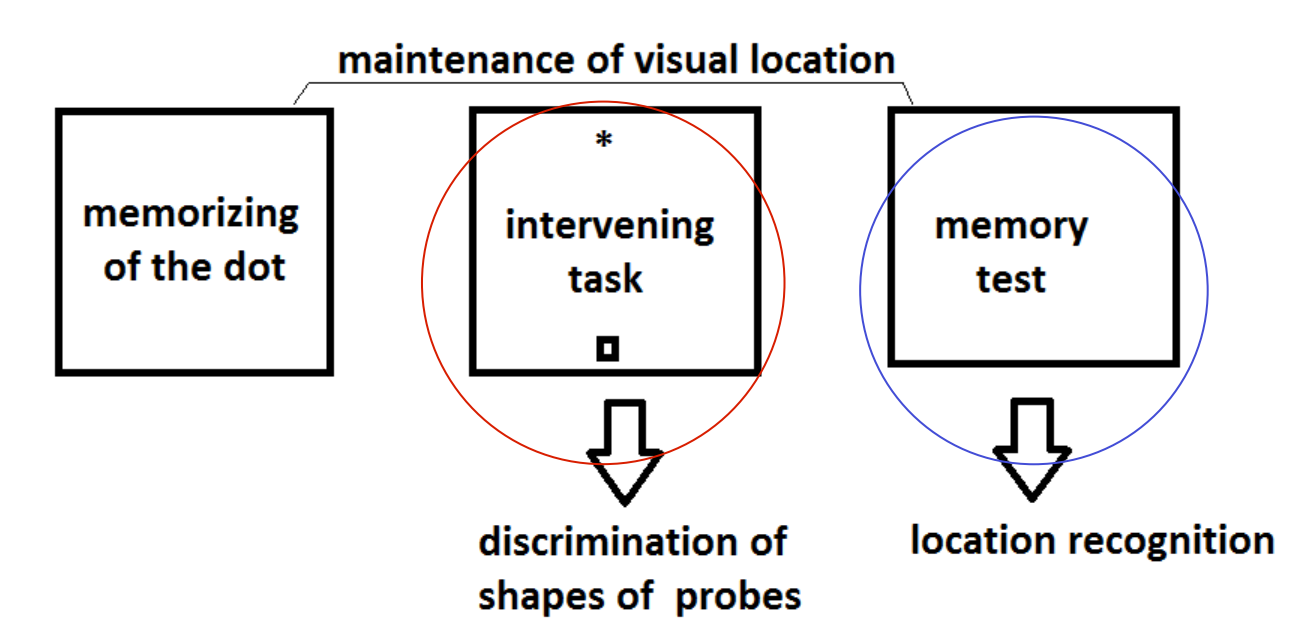 maintenance of visual location
memorizing
of the dot
*
intervening
task
memory
test
discrimination of
shapes of probes
location recognition